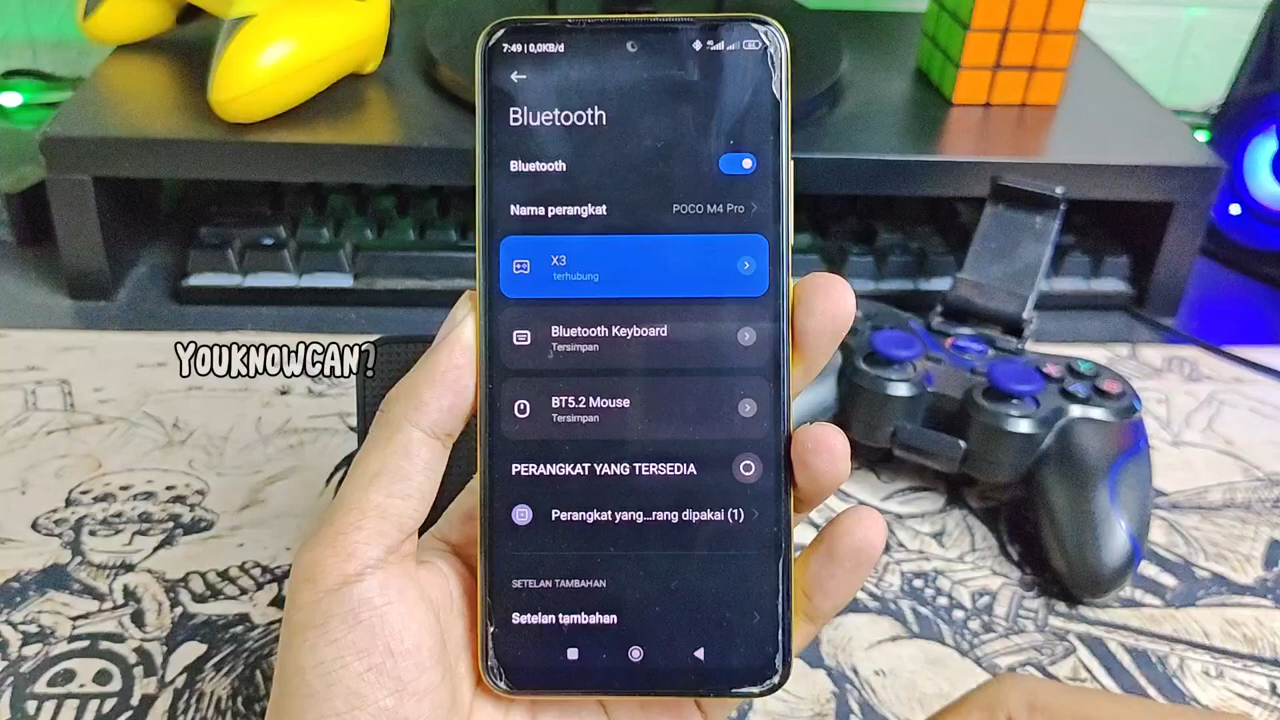 7:49 | 0,0KB/d
4G
Bluetooth
Bluetooth
Nama perangkat POCO M4 Pro
X3
terhubung
Bluetooth Keyboard
Tersimpan
YOUKNOWCAN?
BT5.2 Mouse
Tersimpan
PERANGKAT YANG TERSEDIA
Perangkat yang...rang dipakai (1)
SETELAN TAMBAHAN
Setelan tambahan